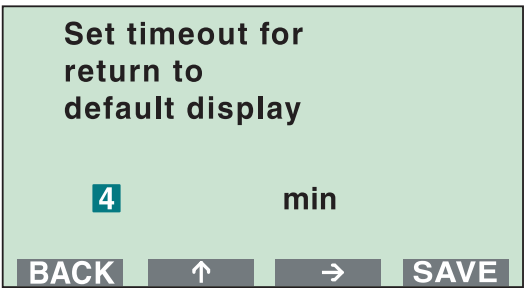 Set timeout for
return to
default display
4 min
BACK ↑ → SAVE